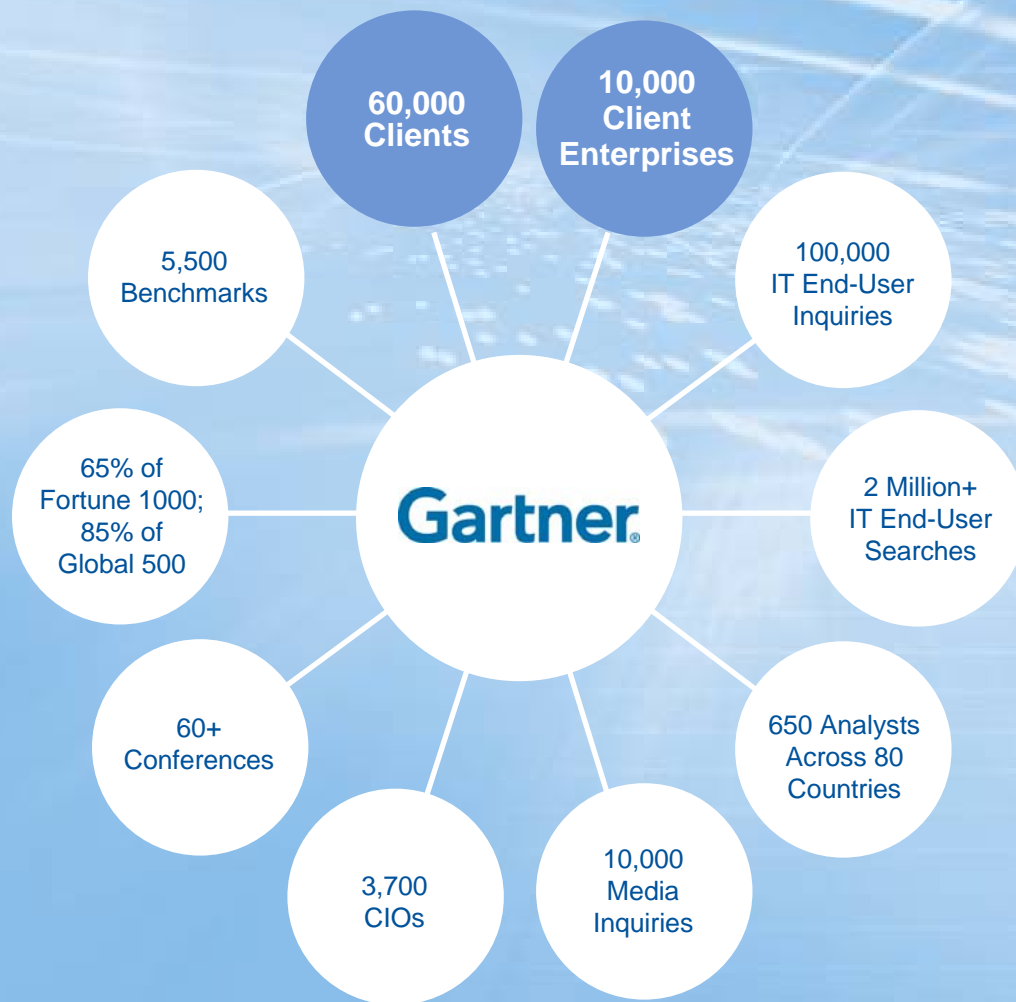 60,000
Clients
10,000
Client
Enterprises
100,000
IT End-User
Inquiries
2 Million+
IT End-User
Searches
650 Analysts
Across 80
Countries
10,000
Media
Inquiries
3,700
CIOs
60+
Conferences
65% of
Fortune 1000;
85% of
Global 500
5,500
Benchmarks
Gartner®